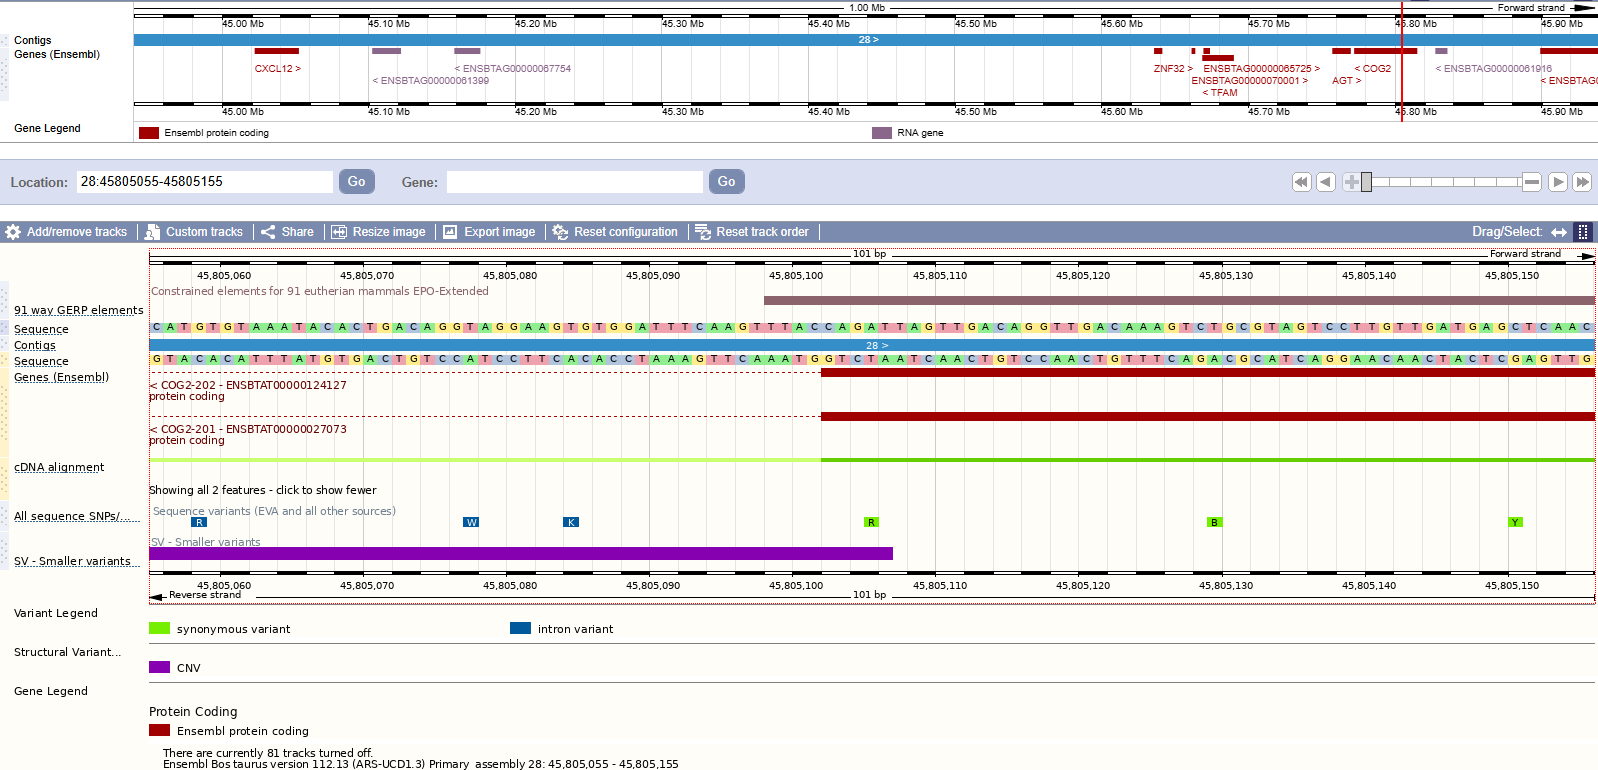 1.00 Mb Forward strand
45.00 Mb 45.10 Mb 45.20 Mb 45.30 Mb 45.40 Mb 45.50 Mb 45.60 Mb 45.70 Mb 45.80 Mb 45.90 Mb
Contigs 28 >
Genes (Ensembl)
CXCL12 > < ENSBTAG00000067754 ZNF32 > ENSBTAG00000065725 > < COG2 < ENSBTAG00000061916
< ENSBTAG00000061399 ENSBTAG00000070001 > AGT > < ENSBTAG0
< TFAM
45.00 Mb 45.10 Mb 45.20 Mb 45.30 Mb 45.40 Mb 45.50 Mb 45.60 Mb 45.70 Mb 45.80 Mb 45.90 Mb
Gene Legend Ensembl protein coding RNA gene
Location: 28:45805055-45805155 Go Gene: Go
Add/remove tracks Custom tracks Share Resize image Export image Reset configuration Reset track order Drag/Select:
101 bp Forward strand
45,805,060 45,805,070 45,805,080 45,805,090 45,805,100 45,805,110 45,805,120 45,805,130 45,805,140 45,805,150
Constrained elements for 91 eutherian mammals EPO-Extended
91 way GERP elements
Sequence C A T G T G T A A A T A C A C T G A C A G G T A G G A A G T G T G G A T T T C A A G T T T A C C A G A T T A G T T G A C A G G T T G A C A A A G T C T G C G T A G T C C T T G T T G A T G A G C T C A A C
Contigs 28 >
Sequence G T A C A C A T T T A T G T G A C T G T C C A T C C T T C A C A C C T A A A G T T C A A A T G G T C T A A T C A A C T G T C C A A C T G T T T C A G A C G C A T C A G G A A C A A C T A C T C G A G T T G
Genes (Ensembl)
< COG2-202 - ENSBTAT00000124127
protein coding
< COG2-201 - ENSBTAT00000027073
protein coding
cDNA alignment
Showing all 2 features - click to show fewer
Sequence variants (EVA and all other sources)
All sequence SNPs/... R W K R B Y
SV - Smaller variants
SV - Smaller variants...
45,805,060 45,805,070 45,805,080 45,805,090 45,805,100 45,805,110 45,805,120 45,805,130 45,805,140 45,805,150
Reverse strand 101 bp
Variant Legend
synonymous variant intron variant
Structural Variant...
CNV
Gene Legend
Protein Coding
Ensembl protein coding
There are currently 81 tracks turned off.
Ensembl Bos taurus version 112.13 (ARS-UCD1.3) Primary assembly 28: 45,805,055 - 45,805,155